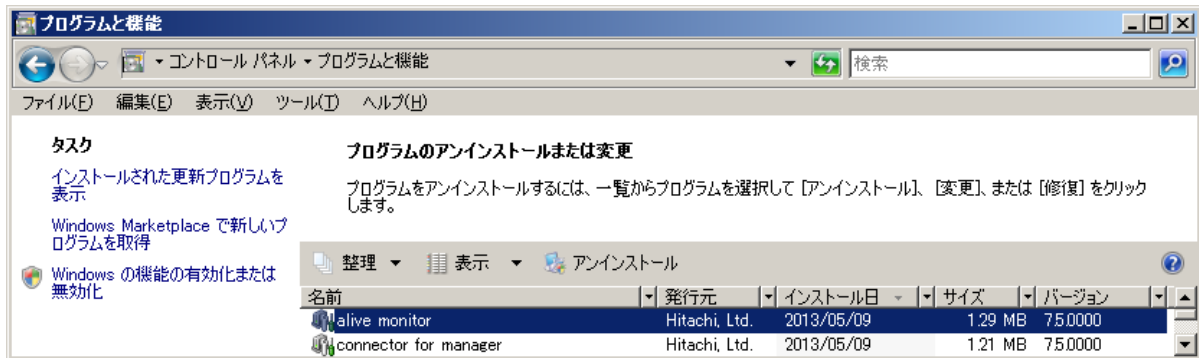 プログラムと機能
コントロール パネル ▾ プログラムと機能
検索
ファイル(F) 編集(E) 表示(V) ツール(T) ヘルプ(H)
タスク
インストールされた更新プログラムを
表示
Windows Marketplace で新しいプ
ログラムを取得
Windows の機能の有効化または
無効化
プログラムのアンインストールまたは変更
プログラムをアンインストールするには、一覧からプログラムを選択して [アンインストール]、[変更]、または [修復] をクリック
します。
整理 表示 アンインストール
名前 発行元 インストール日 サイズ バージョン
alive monitor Hitachi, Ltd. 2013/05/09 1.29 MB 7.5.0000
connector for manager Hitachi, Ltd. 2013/05/09 1.21 MB 7.5.0000